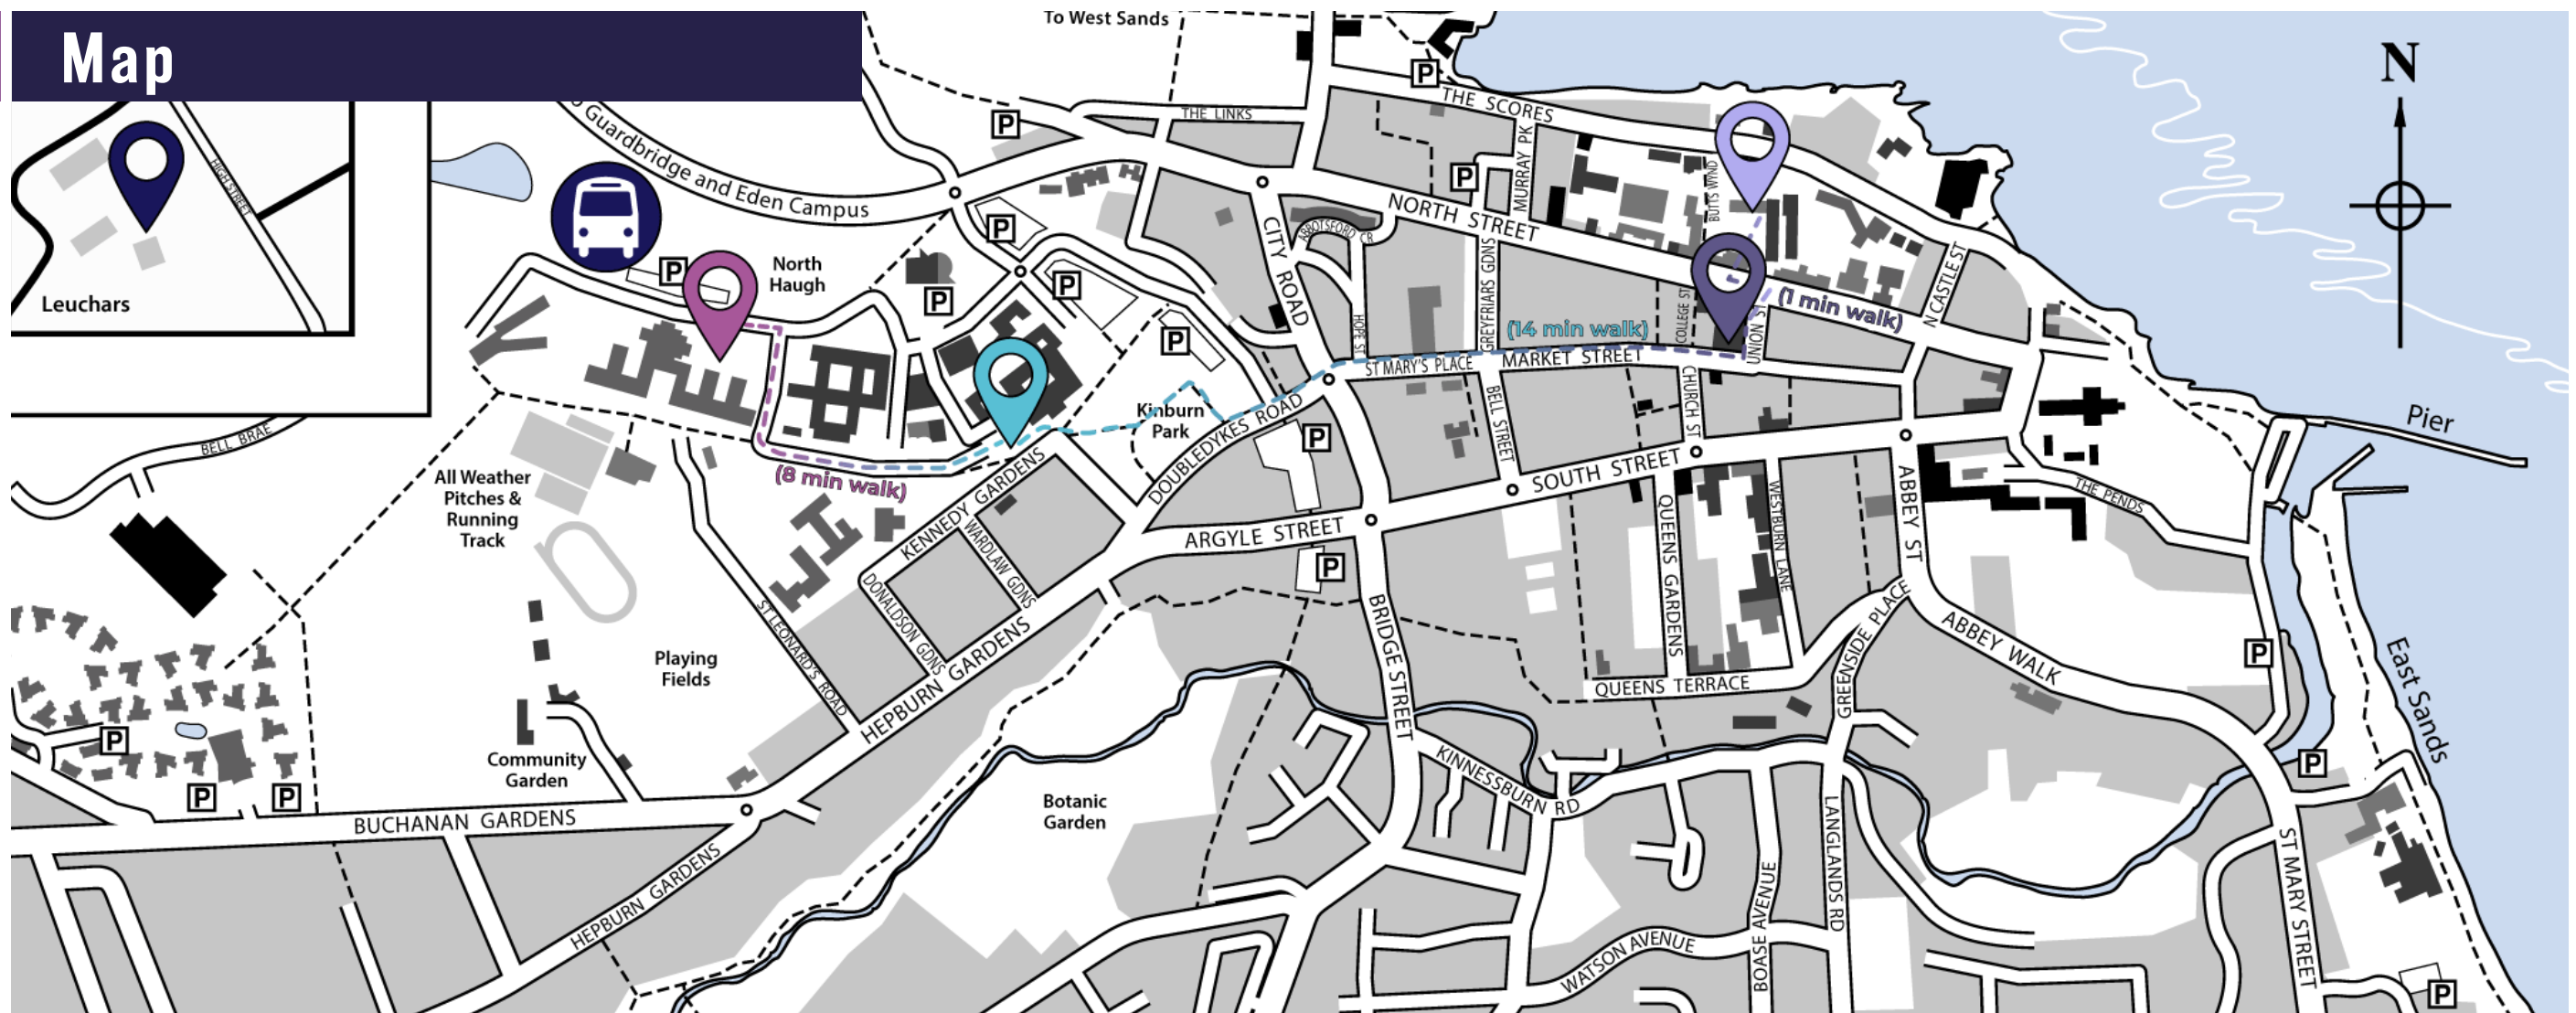 Map
To West Sands
N
P
THE SCORES
THE LINKS
P
o Guardbridge and Eden Campus
MURRAY PK
P
BUTTS WYND
HIGH STREET
NORTH STREET
P
ABBOTSFORD CR
CITY ROAD
GREYFRIARS GDNS
N CASTLE ST
North
Haugh
P
P
P
Leuchars
HOPE ST
COLLEGE ST
UNION ST
(1 min walk)
(14 min walk)
P
ST MARY'S PLACE
MARKET STREET
CHURCH ST
BELL STREET
Kinburn
Park
DOUBLEDYKES ROAD
P
Pier
BELL BRAE
SOUTH STREET
(8 min walk)
KENNEDY GARDENS
All Weather
Pitches &
Running
Track
ABBEY ST
THE PENDS
QUEENS GARDENS
WESTBURN LANE
ARGYLE STREET
WARDLAW GDNS
P
DONALDSON GDNS
ST LEONARD'S ROAD
HEPBURN GARDENS
BRIDGE STREET
GREENSIDE PLACE
ABBEY WALK
P
East Sands
Playing
Fields
QUEENS TERRACE
P
Community
Garden
KINNESSBURN RD
P
P
P
Botanic
Garden
BUCHANAN GARDENS
LANGLANDS RD
ST MARY STREET
HEPBURN GARDENS
BOASE AVENUE
WATSON AVENUE
P